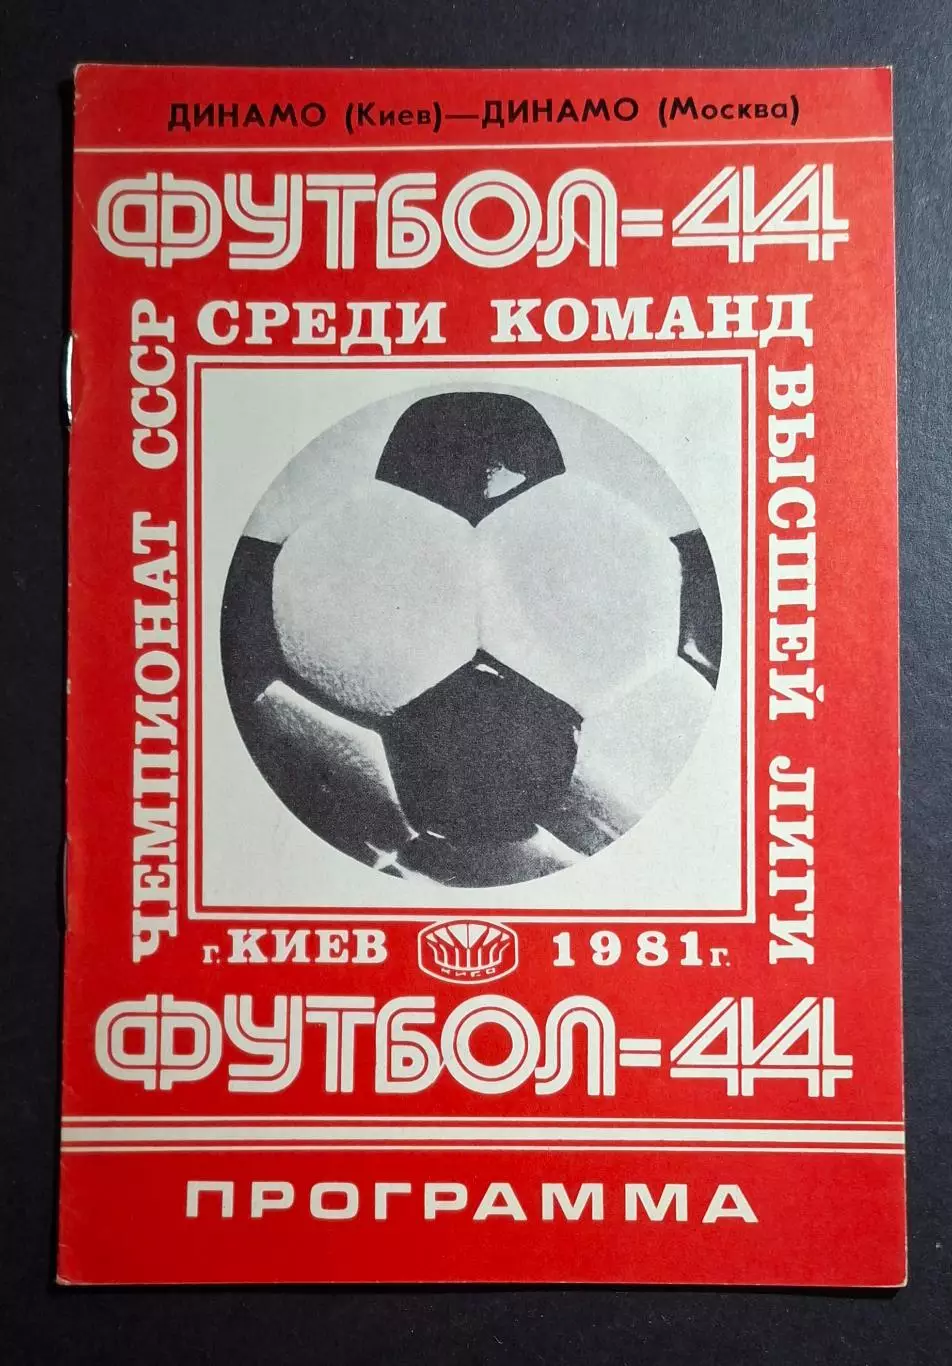 ДИНАМО (Киев)—ДИНАМО (Москва)
ФУТБОЛ=44
ЧЕМПИОНАТ СССР
СРЕДИ КОМАНД
ВЫСШЕЙ ЛИГИ
г. КИЕВ
1981 г.
ФУТБОЛ=44
ПРОГРАММА